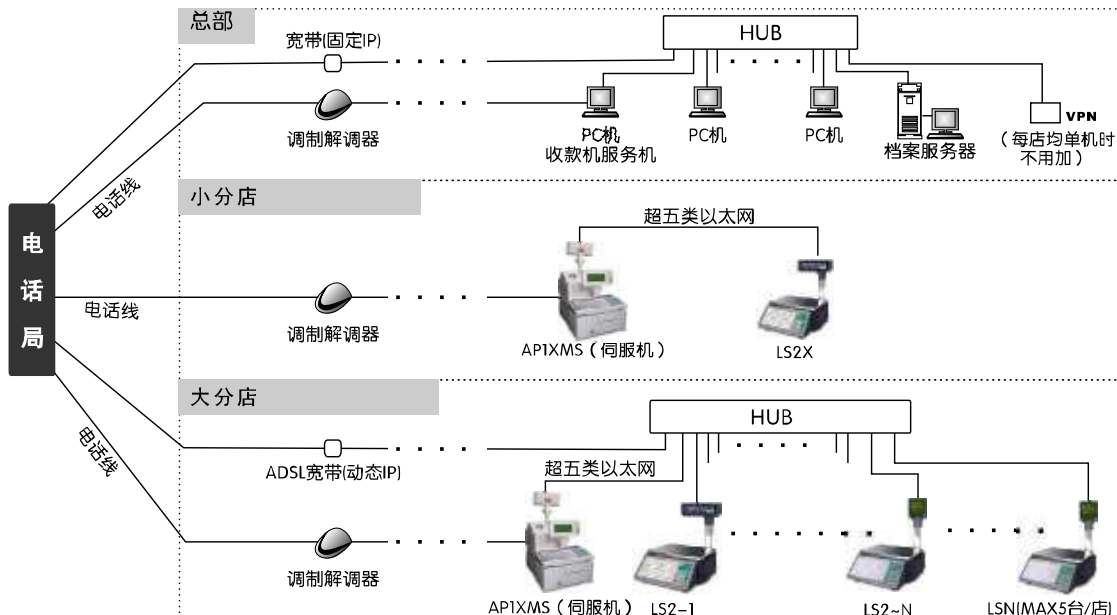 总部
宽带(固定IP)
HUB
调制解调器
PC机
收款机服务机
PC机
PC机
档案服务器
VPN
(每店均单机时
不用加)
电话线
小分店
超五类以太网
电话局
电话线
调制解调器
AP1XMS(伺服机)
LS2X
大分店
HUB
电话线
ADSL宽带(动态IP)
超五类以太网
调制解调器
AP1XMS(伺服机)
LS2-1
LS2~N
LSN(MAX5台/店)